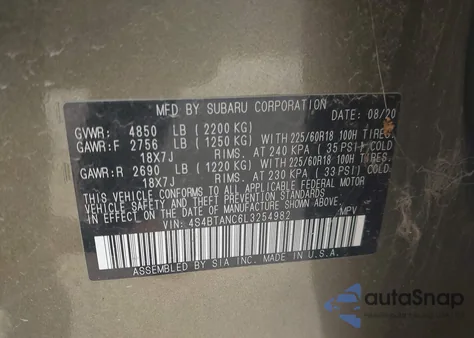 MFD BY SUBARU CORPORATION
DATE: 08/20
GVWR: 4850 LB (2200 KG)
GAWR:F 2756 LB (1250 KG) WITH 225/60R18 100H TIRES,
18X7J RIMS, AT 240 KPA (35 PSI) COLD
GAWR:R 2690 LB (1220 KG) WITH 225/60R18 100H TIRES,
18X7J RIMS, AT 230 KPA (33 PSI) COLD
THIS VEHICLE CONFORMS TO ALL APPLICABLE FEDERAL MOTOR
VEHICLE SAFETY STANDARDS IN EFFECT ON THE DATE OF
MANUFACTURE SHOWN ABOVE.
VIN: 4S4BTANC6L3254982 MPV
ASSEMBLED BY SIA INC. MADE IN U.S.A.
autaSnap